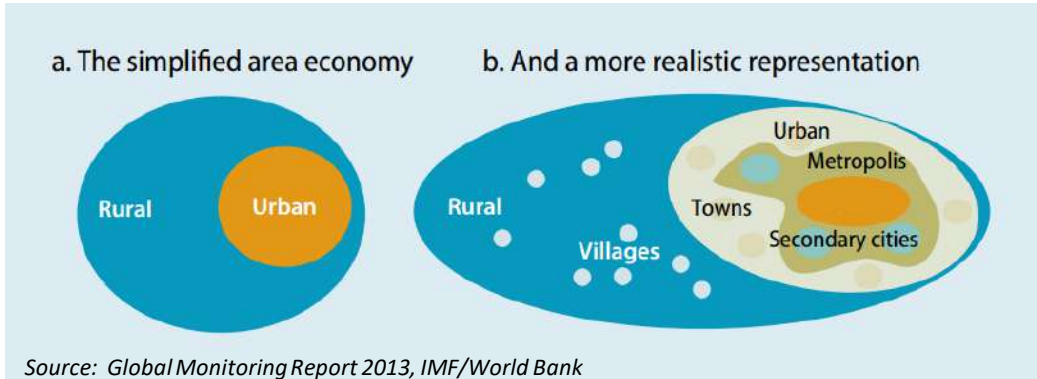 a. The simplified area economy
b. And a more realistic representation
Rural
Urban
Rural
Villages
Urban
Metropolis
Towns
Secondary cities
Source: Global Monitoring Report 2013, IMF/World Bank